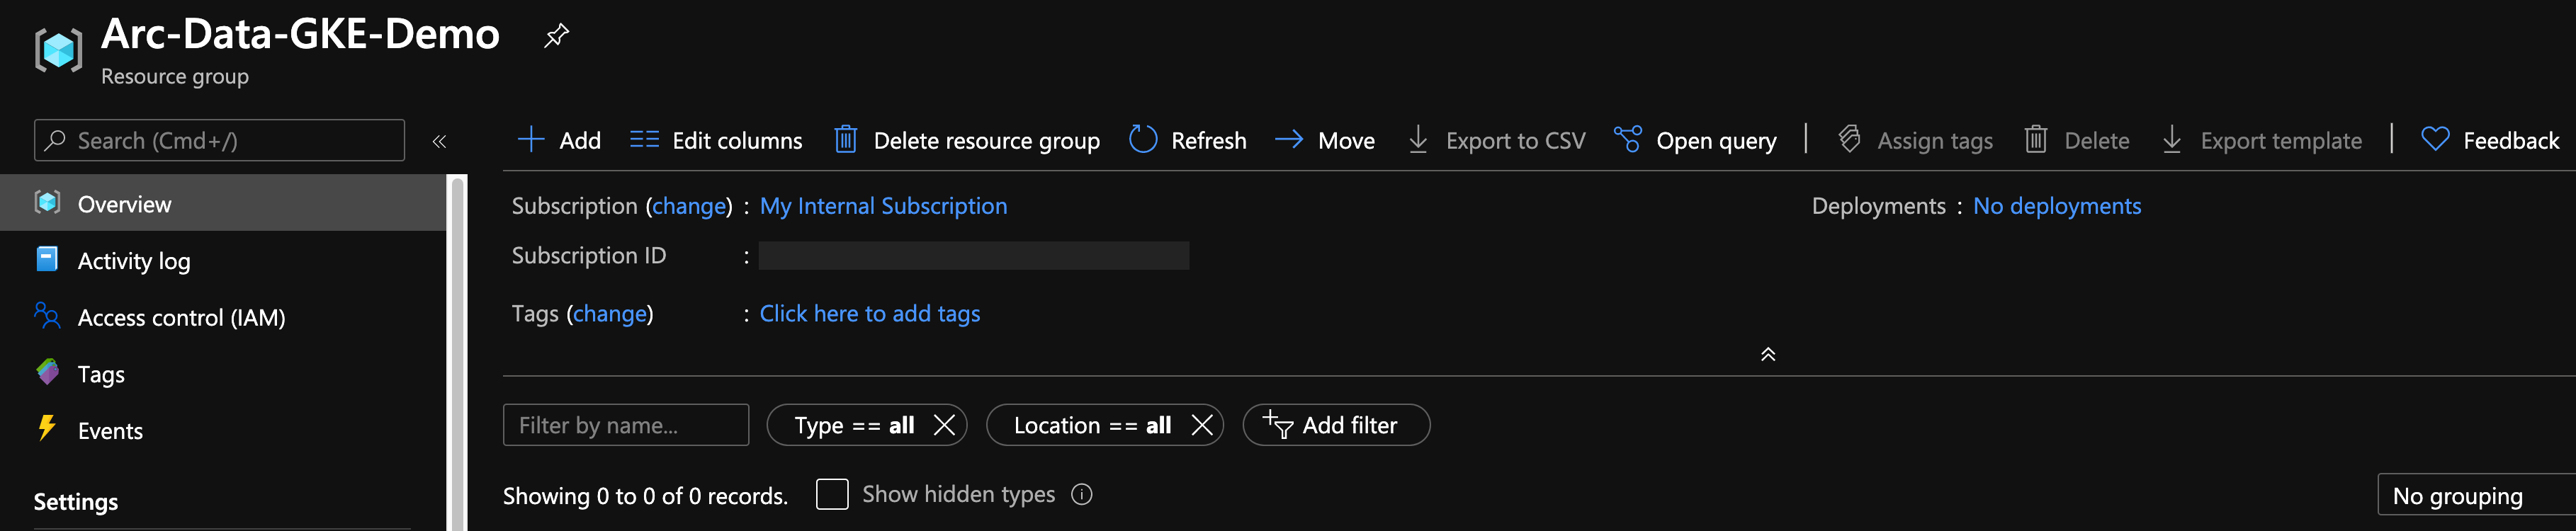 Arc-Data-GKE-Demo
Resource group
Search (Cmd+/)
«
Add
Edit columns
Delete resource group
Refresh
Move
Export to CSV
Open query
Assign tags
Delete
Export template
Feedback
Overview
Activity log
Access control (IAM)
Tags
Events
Settings
Subscription (change) : My Internal Subscription
Deployments : No deployments
Subscription ID :
Tags (change) : Click here to add tags
Filter by name...
Type == all
Location == all
Add filter
Showing 0 to 0 of 0 records.
Show hidden types
No grouping